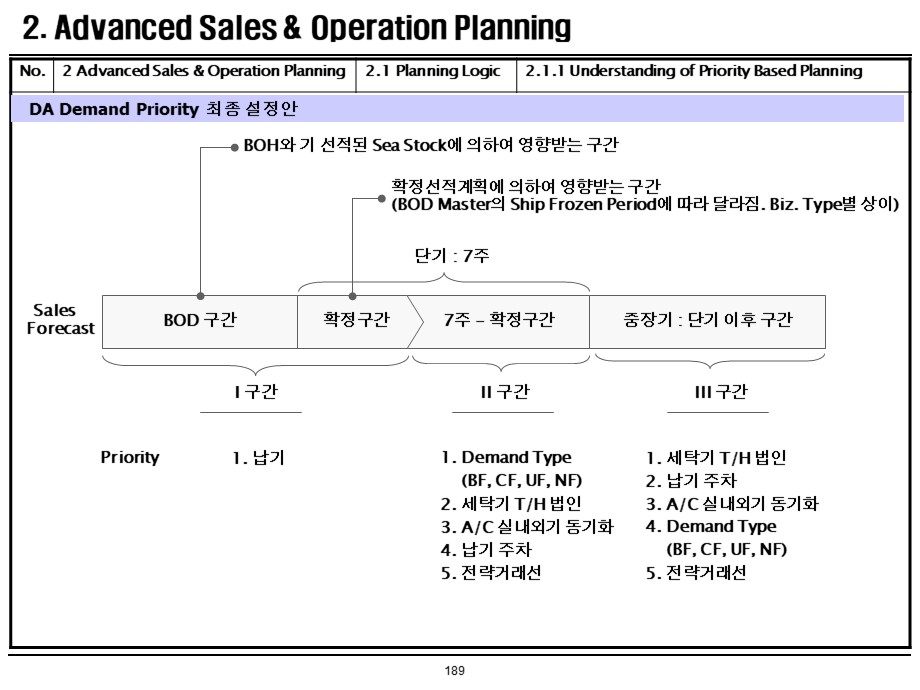 2. Advanced Sales & Operation Planning
No. 2 Advanced Sales & Operation Planning 2.1 Planning Logic 2.1.1 Understanding of Priority Based Planning
DA Demand Priority 최종 설정안
BOH와 기 선적된 Sea Stock에 의하여 영향받는 구간
확정선적계획에 의하여 영향받는 구간
(BOD Master의 Ship Frozen Period에 따라 달라짐. Biz. Type별 상이)
단기 : 7주
Sales
Forecast
BOD 구간
확정구간
7주 – 확정구간
중장기 : 단기 이후 구간
I 구간
II 구간
III 구간
Priority
1. 납기
1. Demand Type
(BF, CF, UF, NF)
2. 세탁기 T/H 법인
3. A/C 실내외기 동기화
4. 납기 주차
5. 전략거래선
1. 세탁기 T/H 법인
2. 납기 주차
3. A/C 실내외기 동기화
4. Demand Type
(BF, CF, UF, NF)
5. 전략거래선
189